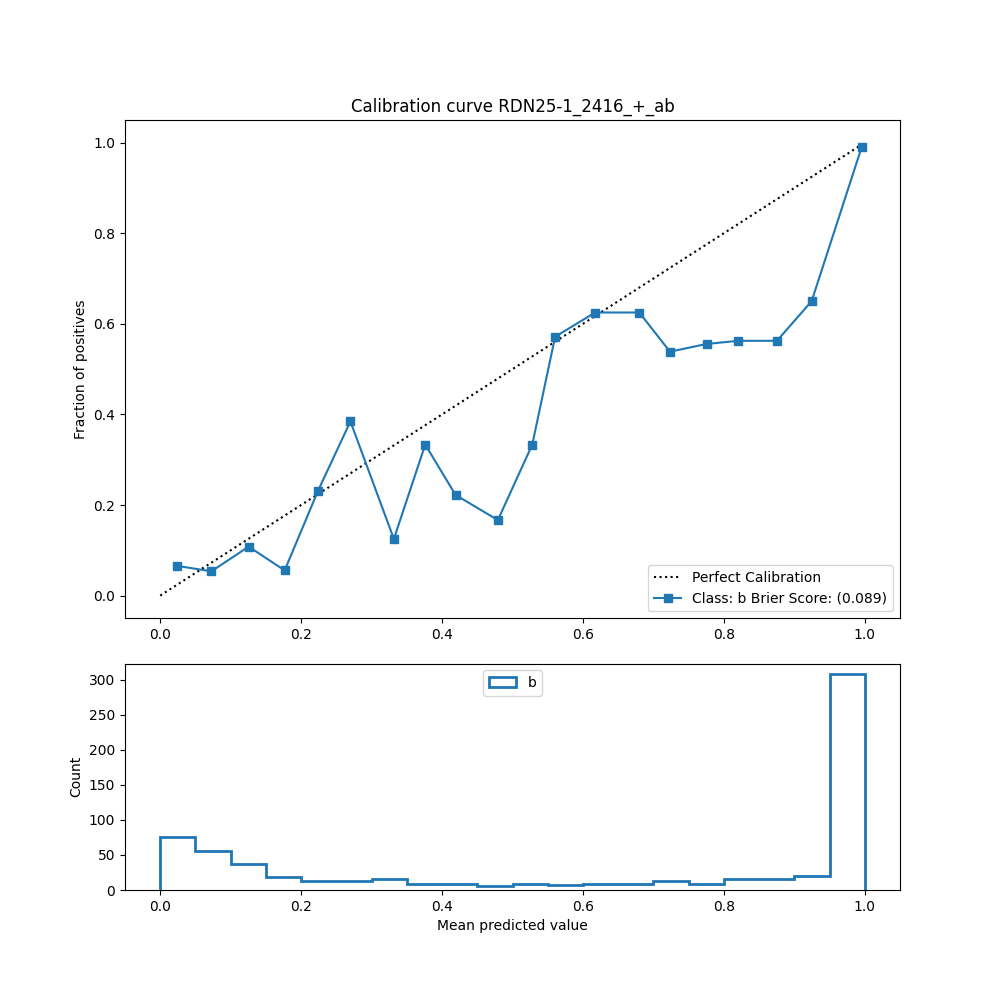 Calibration curve RDN25-1_2416_+_ab
Fraction of positives
1.0
0.8
0.6
0.4
0.2
0.0
Perfect Calibration
Class: b Brier Score: (0.089)
0.0 0.2 0.4 0.6 0.8 1.0
b
Count
300
250
200
150
100
50
0
0.0 0.2 0.4 0.6 0.8 1.0
Mean predicted value